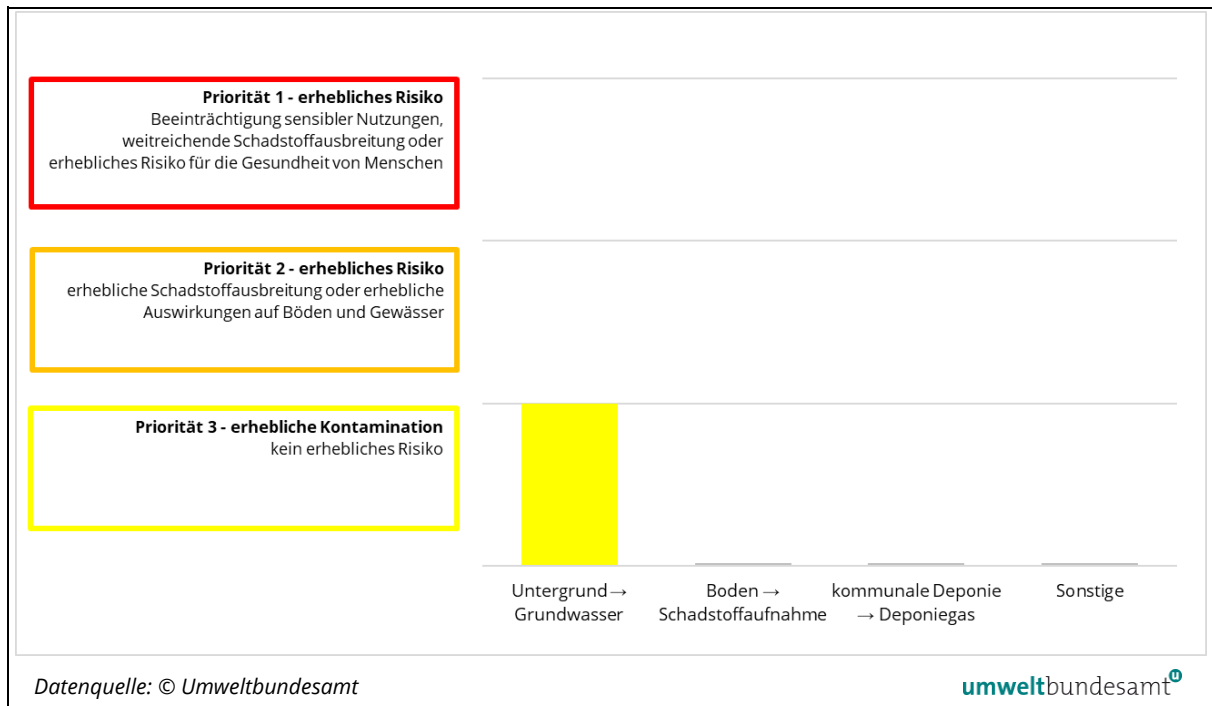 Priorität 1 - erhebliches Risiko
Beeinträchtigung sensibler Nutzungen,
weitreichende Schadstoffausbreitung oder
erhebliches Risiko für die Gesundheit von Menschen
Priorität 2 - erhebliches Risiko
erhebliche Schadstoffausbreitung oder erhebliche
Auswirkungen auf Böden und Gewässer
Priorität 3 - erhebliche Kontamination
kein erhebliches Risiko
Untergrund →
Grundwasser
Boden →
Schadstoffaufnahme
kommunale Deponie
→ Deponiegas
Sonstige
Datenquelle: © Umweltbundesamt
umweltbundesamt u